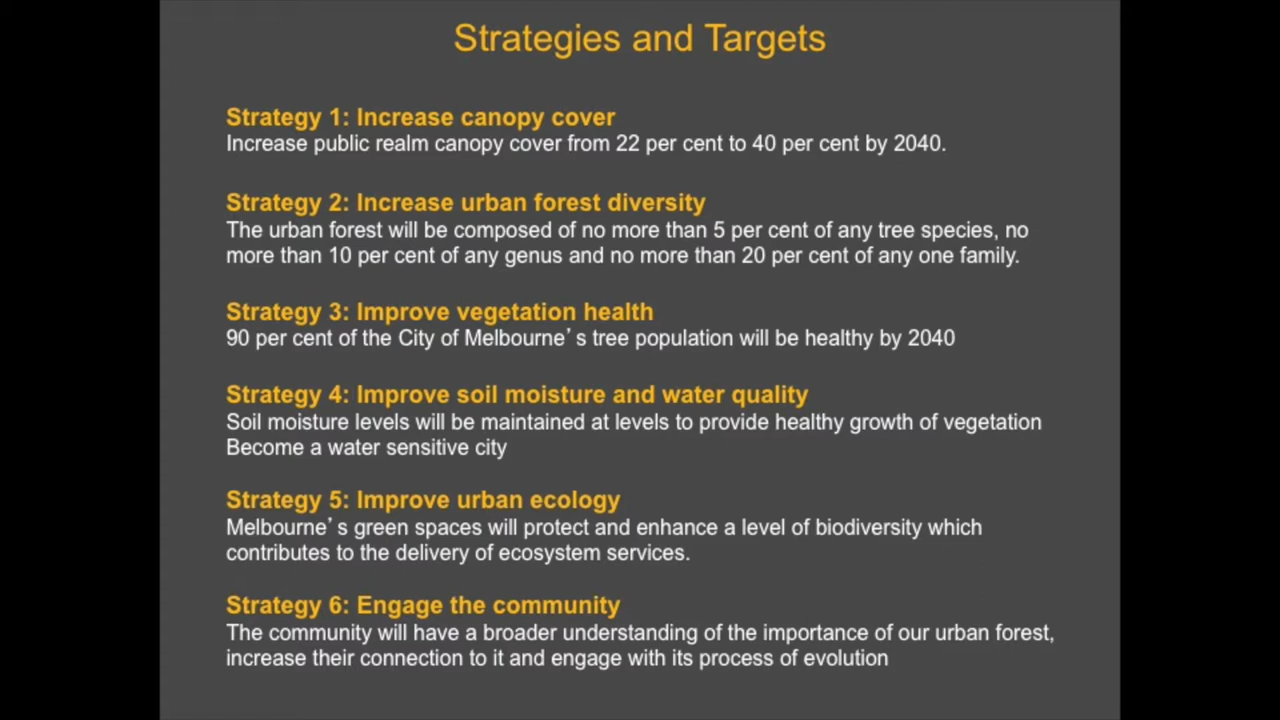 Strategies and Targets
Strategy 1: Increase canopy cover
Increase public realm canopy cover from 22 per cent to 40 per cent by 2040.
Strategy 2: Increase urban forest diversity
The urban forest will be composed of no more than 5 per cent of any tree species, no
more than 10 per cent of any genus and no more than 20 per cent of any one family.
Strategy 3: Improve vegetation health
90 per cent of the City of Melbourne’s tree population will be healthy by 2040
Strategy 4: Improve soil moisture and water quality
Soil moisture levels will be maintained at levels to provide healthy growth of vegetation
Become a water sensitive city
Strategy 5: Improve urban ecology
Melbourne’s green spaces will protect and enhance a level of biodiversity which
contributes to the delivery of ecosystem services.
Strategy 6: Engage the community
The community will have a broader understanding of the importance of our urban forest,
increase their connection to it and engage with its process of evolution